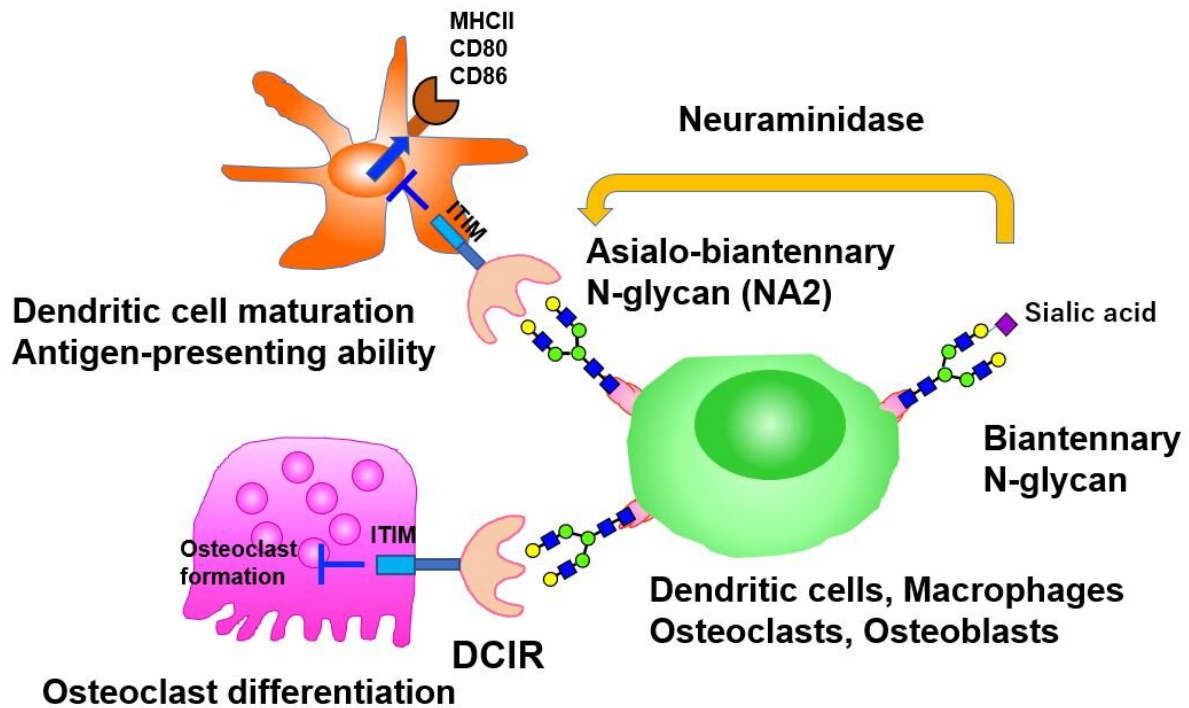 MHCII
CD80
CD86
Neuraminidase
ITIM
Asialo-biantennary
N-glycan (NA2)
Dendritic cell maturation
Antigen-presenting ability
Sialic acid
Biantennary
N-glycan
ITIM
Osteoclast
formation
Dendritic cells, Macrophages
Osteoclasts, Osteoblasts
DCIR
Osteoclast differentiation